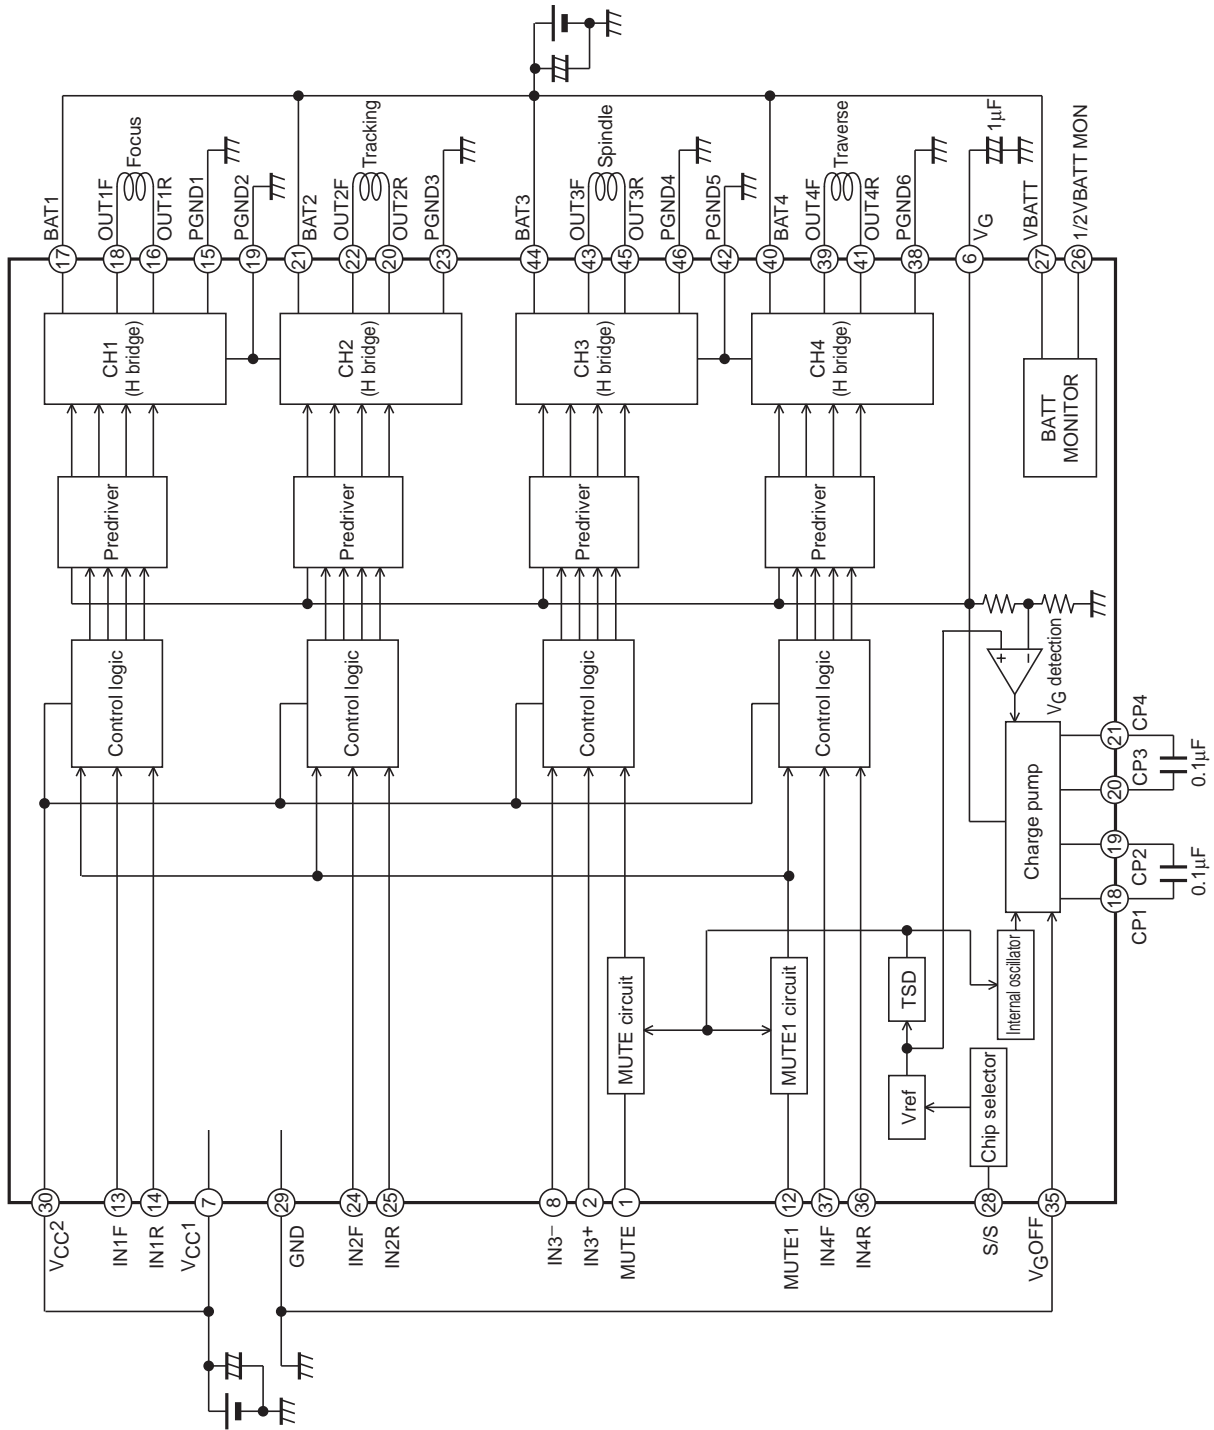 BAT1
OUT1F
Focus
OUT1R
PGND1
PGND2
BAT2
OUT2F
Tracking
OUT2R
PGND3
BAT3
OUT3F
Spindle
OUT3R
PGND4
PGND5
BAT4
OUT4F
Traverse
OUT4R
PGND6
VG
1µF
VBATT
1/2VBATT MON
17
18
16
15
19
21
22
20
23
44
43
45
46
42
40
39
41
38
6
27
26
CH1
(H bridge)
CH2
(H bridge)
CH3
(H bridge)
CH4
(H bridge)
BATT
MONITOR
Predriver
Predriver
Predriver
Predriver
Control logic
Control logic
Control logic
Control logic
+
−
VG detection
Charge pump
21
CP4
20
CP3
0.1µF
19
CP2
18
CP1
0.1µF
MUTE circuit
MUTE1 circuit
TSD
Internal oscillator
Vref
Chip selector
30
13
14
7
29
24
25
8
2
1
12
37
36
28
35
VCC2
IN1F
IN1R
VCC1
GND
IN2F
IN2R
IN3−
IN3+
MUTE
MUTE1
IN4F
IN4R
S/S
VGOFF